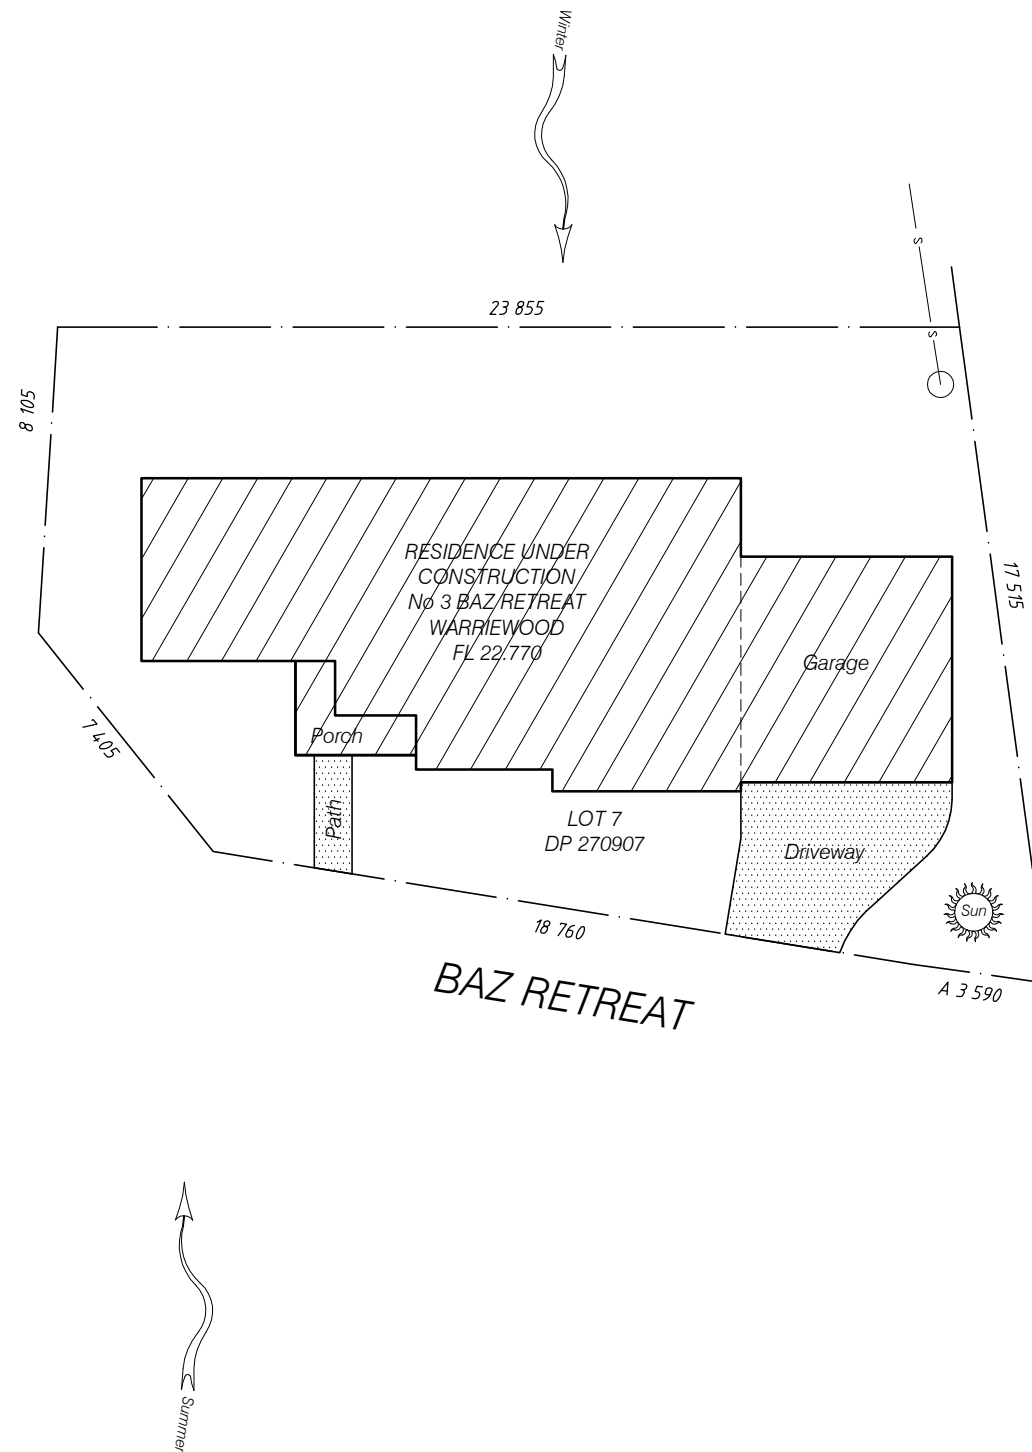 Winter
S
23 855
S
8 105
RESIDENCE UNDER
CONSTRUCTION
No 3 BAZ RETREAT
WARRIEWOOD
FL 22.770
17 515
Garage
7 405
Porch
Path
LOT 7
DP 270907
Driveway
Sun
18 760
A 3 590
BAZ RETREAT
Summer